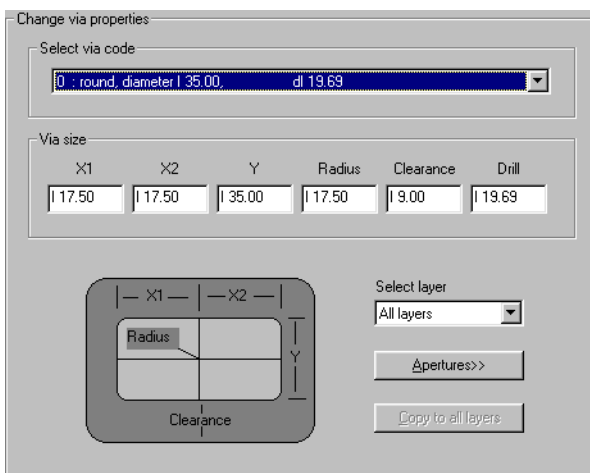 Change via properties
Select via code
0 : round, diameter I 35.00, dI 19.69
Via size
X1 X2 Y Radius Clearance Drill
I 17.50 I 17.50 I 35.00 I 17.50 I 9.00 I 19.69
X1 X2
Radius
Y
Clearance
Select layer
All layers
Apertures>>
Copy to all layers